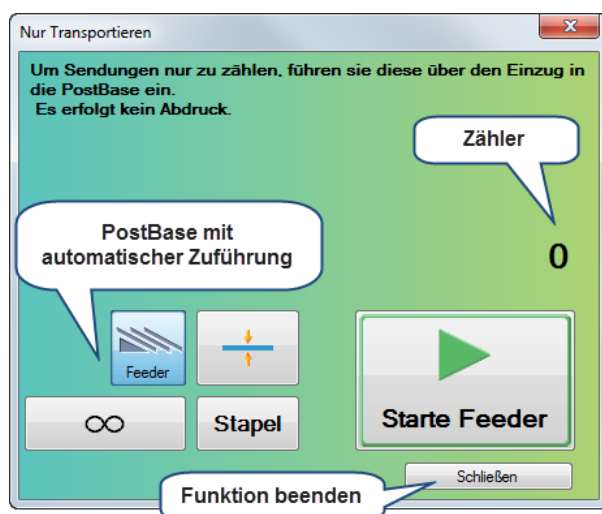 Nur Transportieren
Um Sendungen nur zu zählen, führen sie diese über den Einzug in
die PostBase ein.
Es erfolgt kein Abdruck.
Zähler
PostBase mit
automatischer Zuführung
0
Feeder
∞
Stapel
Starte Feeder
Schließen
Funktion beenden